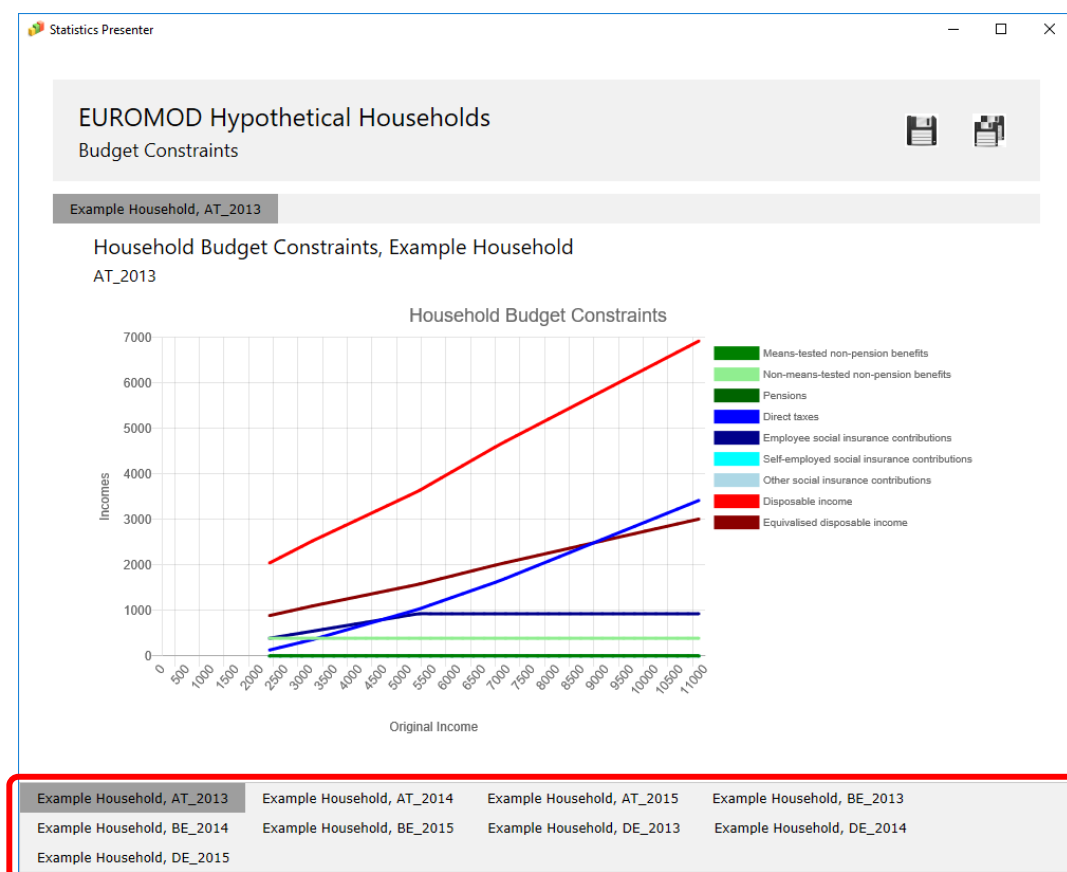 Statistics Presenter
EUROMOD Hypothetical Households
Budget Constraints
Example Household, AT_2013
Household Budget Constraints, Example Household
AT_2013
Household Budget Constraints
7000
6000
5000
4000
3000
2000
1000
0
Incomes
0 500 1000 1500 2000 2500 3000 3500 4000 4500 5000 5500 6000 6500 7000 7500 8000 8500 9000 9500 10000 10500 11000
Original Income
Means-tested non-pension benefits
Non-means-tested non-pension benefits
Pensions
Direct taxes
Employee social insurance contributions
Self-employed social insurance contributions
Other social insurance contributions
Disposable income
Equivalised disposable income
Example Household, AT_2013 Example Household, AT_2014 Example Household, AT_2015 Example Household, BE_2013
Example Household, BE_2014 Example Household, BE_2015 Example Household, DE_2013 Example Household, DE_2014
Example Household, DE_2015